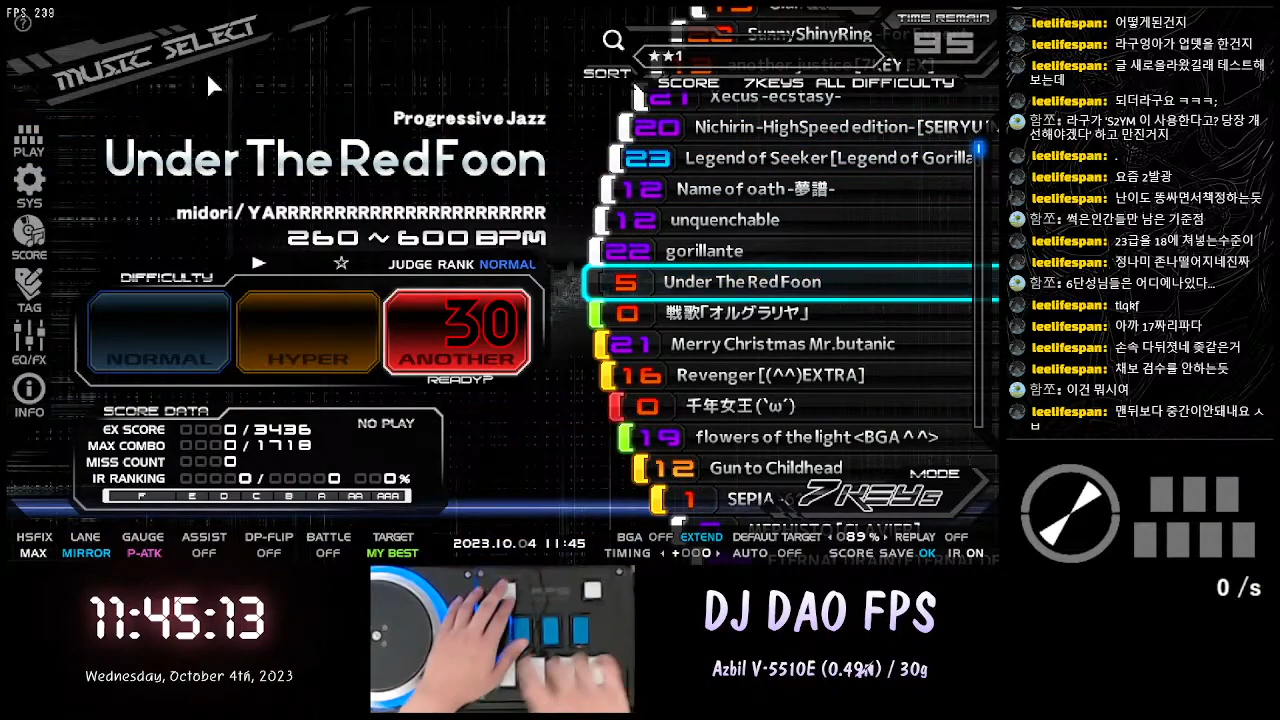 FPS 239
MUSIC SELECT
Progressive Jazz
Under The Red Foon
midori / YARRRRRRRRRRRRRRRRRRRRR
260 ~ 600 BPM
DIFFICULTY
JUDGE RANK NORMAL
NORMAL
HYPER
30
ANOTHER
READY?
PLAY
SYS
SCORE
TAG
EQ/FX
INFO
SCORE DATA
NO PLAY
EX SCORE 0 / 3436
MAX COMBO 0 / 1718
MISS COUNT 0
IR RANKING 0 / 0 0%
F E D C B A AA AAA
HSFIX MAX
LANE MIRROR
GAUGE P-ATK
ASSIST OFF
DP-FLIP OFF
BATTLE OFF
TARGET MY BEST
2023.10.04 11:45
TIME REMAIN
95
SORT
★★1
SCORE 7KEYS ALL DIFFICULTY
22 SunnyShinyRing
another justice [7KEY EX]
21 Xecus -ecstasy-
20 Nichirin -HighSpeed edition- [SEIRYU
23 Legend of Seeker [Legend of Gorilla
12 Name of oath -夢譜-
12 unquenchable
22 gorillante
5 Under The Red Foon
0 戦歌「オルグラリヤ」
21 Merry Christmas Mr.butanic
16 Revenger [(^^)EXTRA]
0 千年女王(`ω´)
19 flowers of the light <BGA ^ ^>
12 Gun to Childhead
1 SEPIA
NEPHISTO [CLAVIER]
MODE
7KEYS
BGA OFF EXTEND DEFAULT TARGET 089% REPLAY OFF
TIMING +000 AUTO OFF SCORE SAVE OK IR ON
leelifespan: 어떻게된건지
leelifespan: 라구엉아가 업뎃을 한건지
leelifespan: 글 새로올라왔길레 테스트해
보는데
leelifespan: 되더라구요 ㅋㅋㅋ;
함쪼: 라구가 'S2YM 이 사용한다고? 당장 개
선해야겠다' 하고 만진거지
leelifespan: .
leelifespan: 요즘 2발광
leelifespan: 난이도 똥싸면서책정하는듯
함쪼: 썩은인간들만 남은 기준점
leelifespan: 23급을 18에 쳐넣는수준이
leelifespan: 정나미 존나떨어지네진짜
함쪼: 6단성님들은 어디에나있다...
leelifespan: tlqkf
leelifespan: 아까 17짜리파다
leelifespan: 손속 다뒤졋네 좆같은거
leelifespan: 채보 검수를 안하는듯
함쪼: 이건 뭐시여
leelifespan: 맨뒤보다 중간이안돼내요 ㅅ
ㅂ
0 /s
11:45:13
Wednesday, October 4th, 2023
DJ DAO FPS
Azbil V-5510E (0.49㎜) / 30g